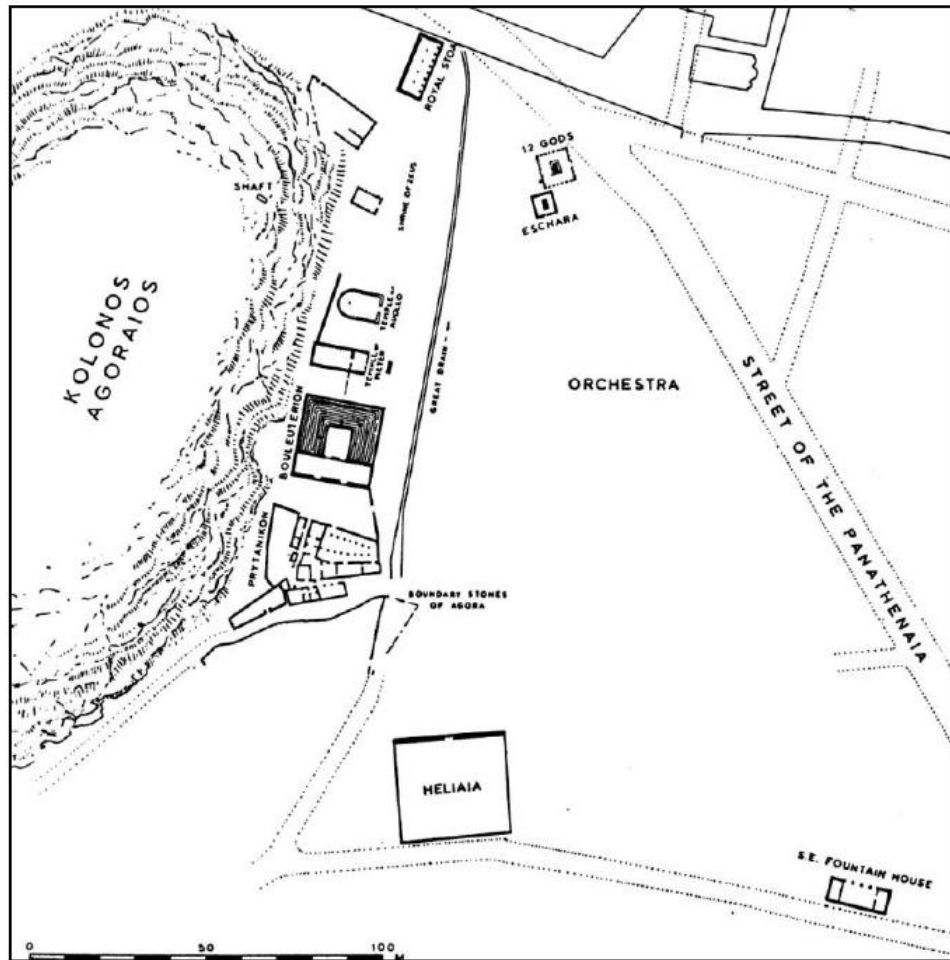 ROYAL STOA
12 GODS
ESCHARA
SHAFT
SHRINE OF ZEUS
KOLONOS
AGORAIOS
TEMPLE OF
APOLLO
TEMPLE OF
METER
GREAT DRAIN
ORCHESTRA
STREET OF THE PANATHENAIA
BOULEUTERION
PRYTANIKON
BOUNDARY STONES
OF AGORA
HELIAIA
S.E. FOUNTAIN HOUSE
0 50 100 M